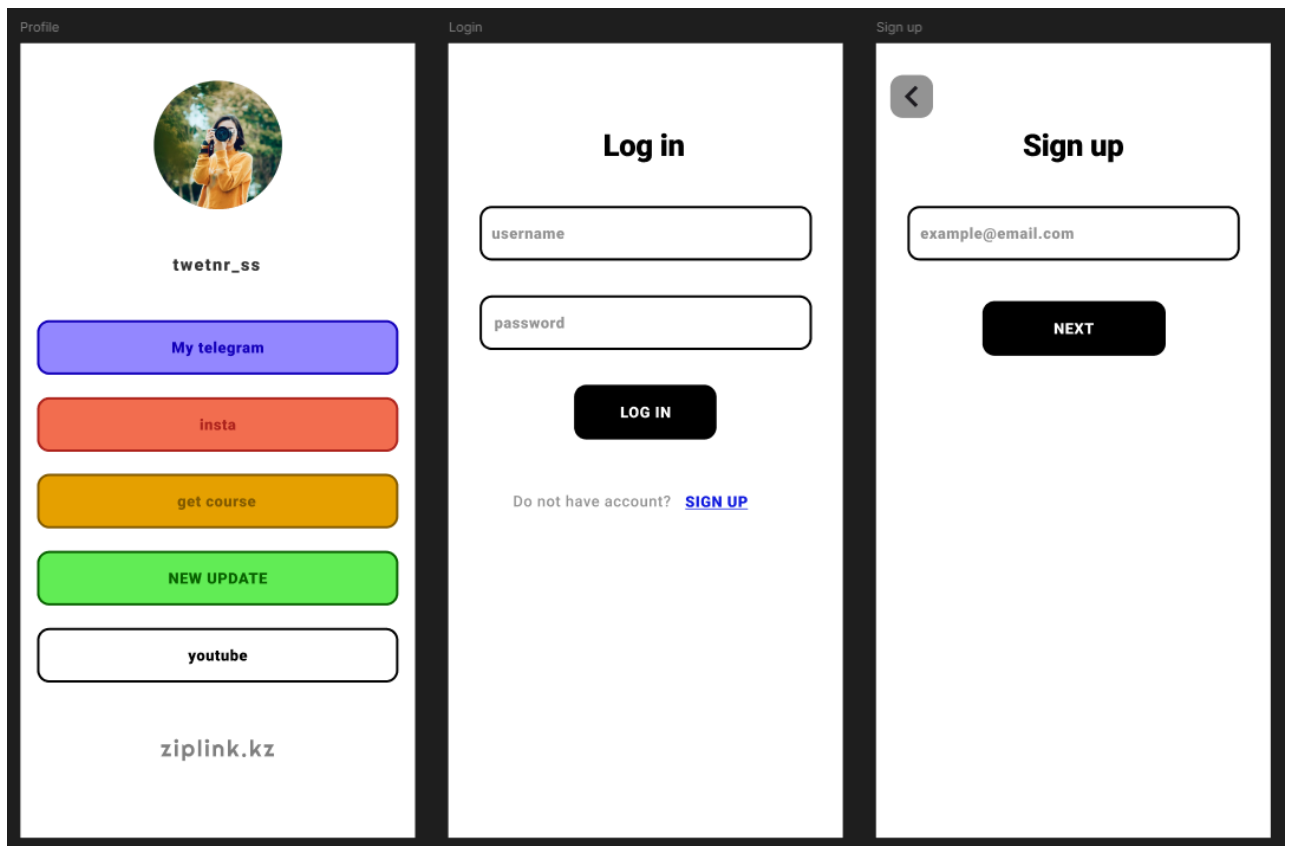 Profile
twetnr_ss
My telegram
insta
get course
NEW UPDATE
youtube
ziplink.kz
Login
Log in
username
password
LOG IN
Do not have account? SIGN UP
Sign up
Sign up
example@email.com
NEXT